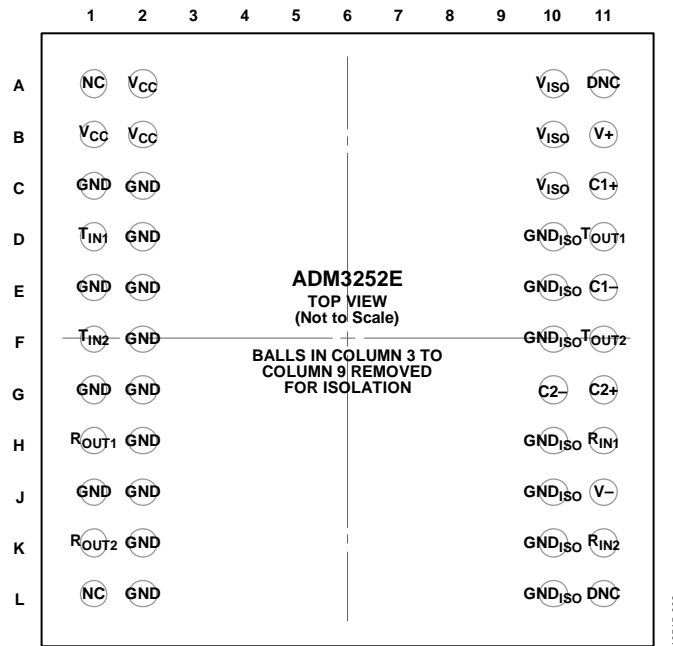 1 2 3 4 5 6 7 8 9 10 11
A NC VCC VISO DNC
B VCC VCC VISO V+
C GND GND VISO C1+
D TIN1 GND GNDISO TOUT1
E GND GND GNDISO C1–
ADM3252E
TOP VIEW
(Not to Scale)
F TIN2 GND GNDISO TOUT2
BALLS IN COLUMN 3 TO
COLUMN 9 REMOVED
FOR ISOLATION
G GND GND C2– C2+
H ROUT1 GND GNDISO RIN1
J GND GND GNDISO V–
K ROUT2 GND GNDISO RIN2
L NC GND GNDISO DNC